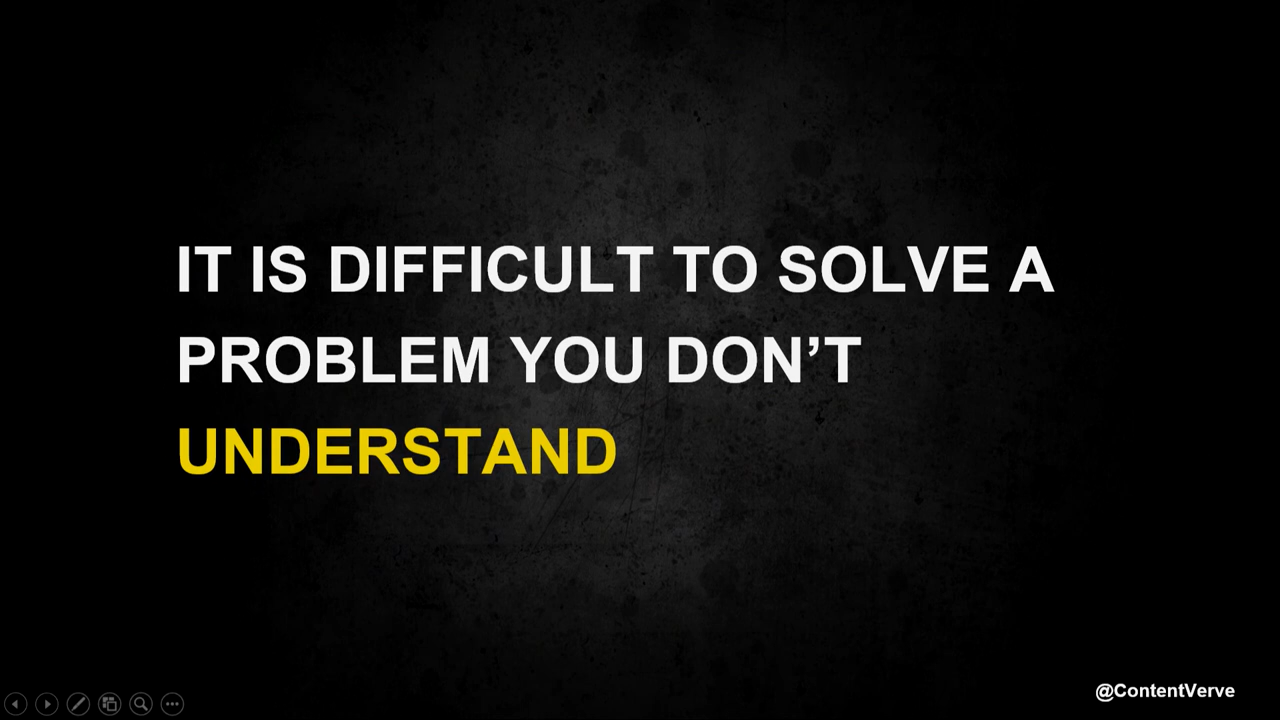 IT IS DIFFICULT TO SOLVE A
PROBLEM YOU DON’T
UNDERSTAND
@ContentVerve